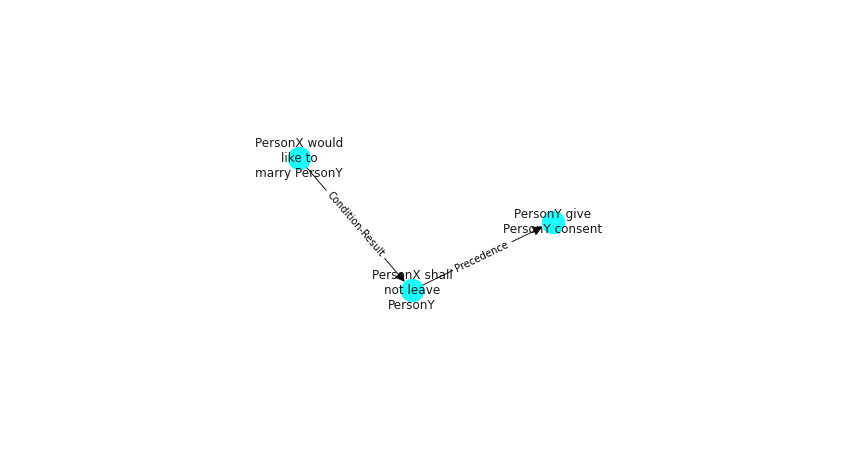 PersonX would
like to
marry PersonY
Condition-Result
PersonX shall
not leave
PersonY
Precedence
PersonY give
PersonY consent